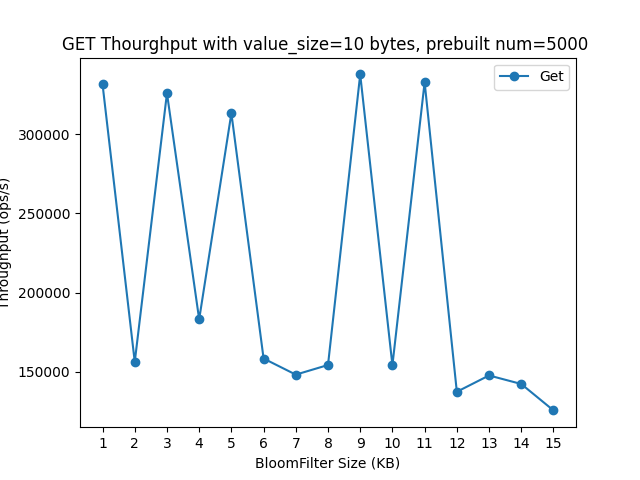 GET Thourghput with value_size=10 bytes, prebuilt num=5000
Get
300000
250000
200000
150000
Throughput (ops/s)
1 2 3 4 5 6 7 8 9 10 11 12 13 14 15
BloomFilter Size (KB)